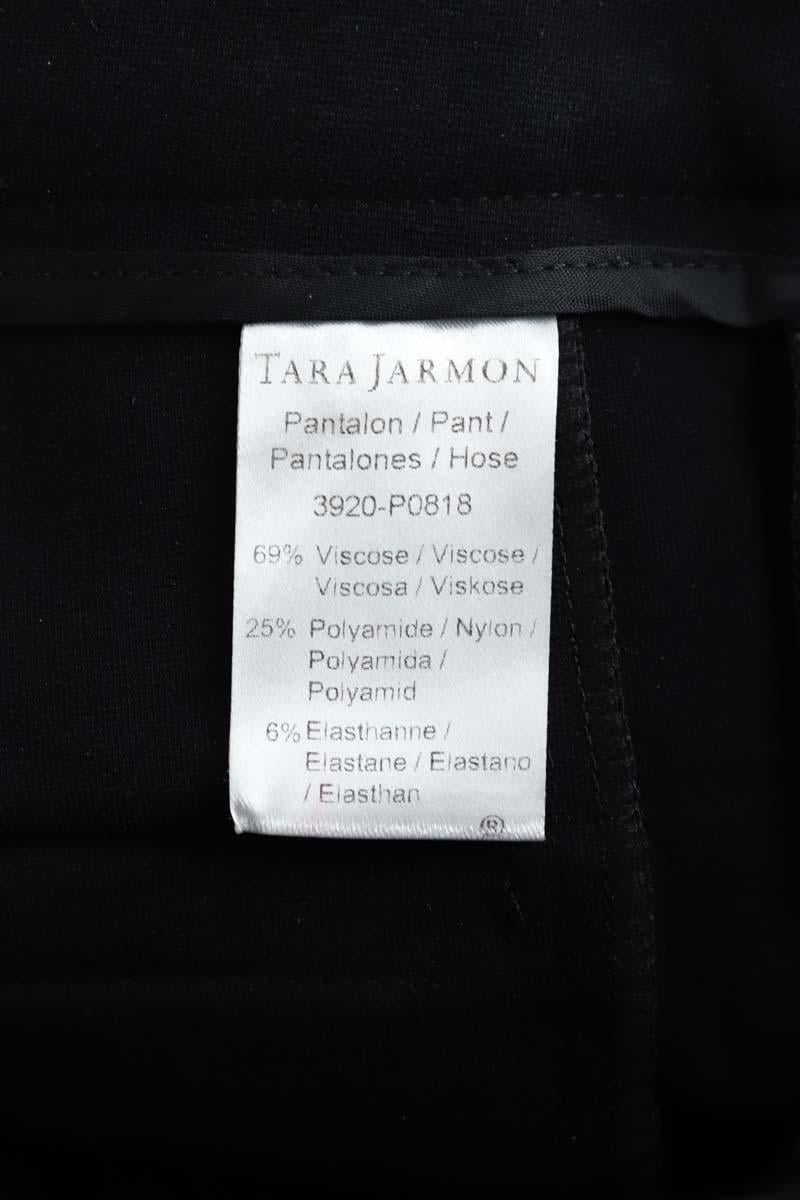 TARA JARMON
Pantalon / Pant /
Pantalones / Hose
3920-P0818
69% Viscose / Viscose /
Viscosa / Viskose
25% Polyamide / Nylon /
Polyamida /
Polyamid
6% Elasthanne /
Elastane / Elastano
/ Elasthan
®